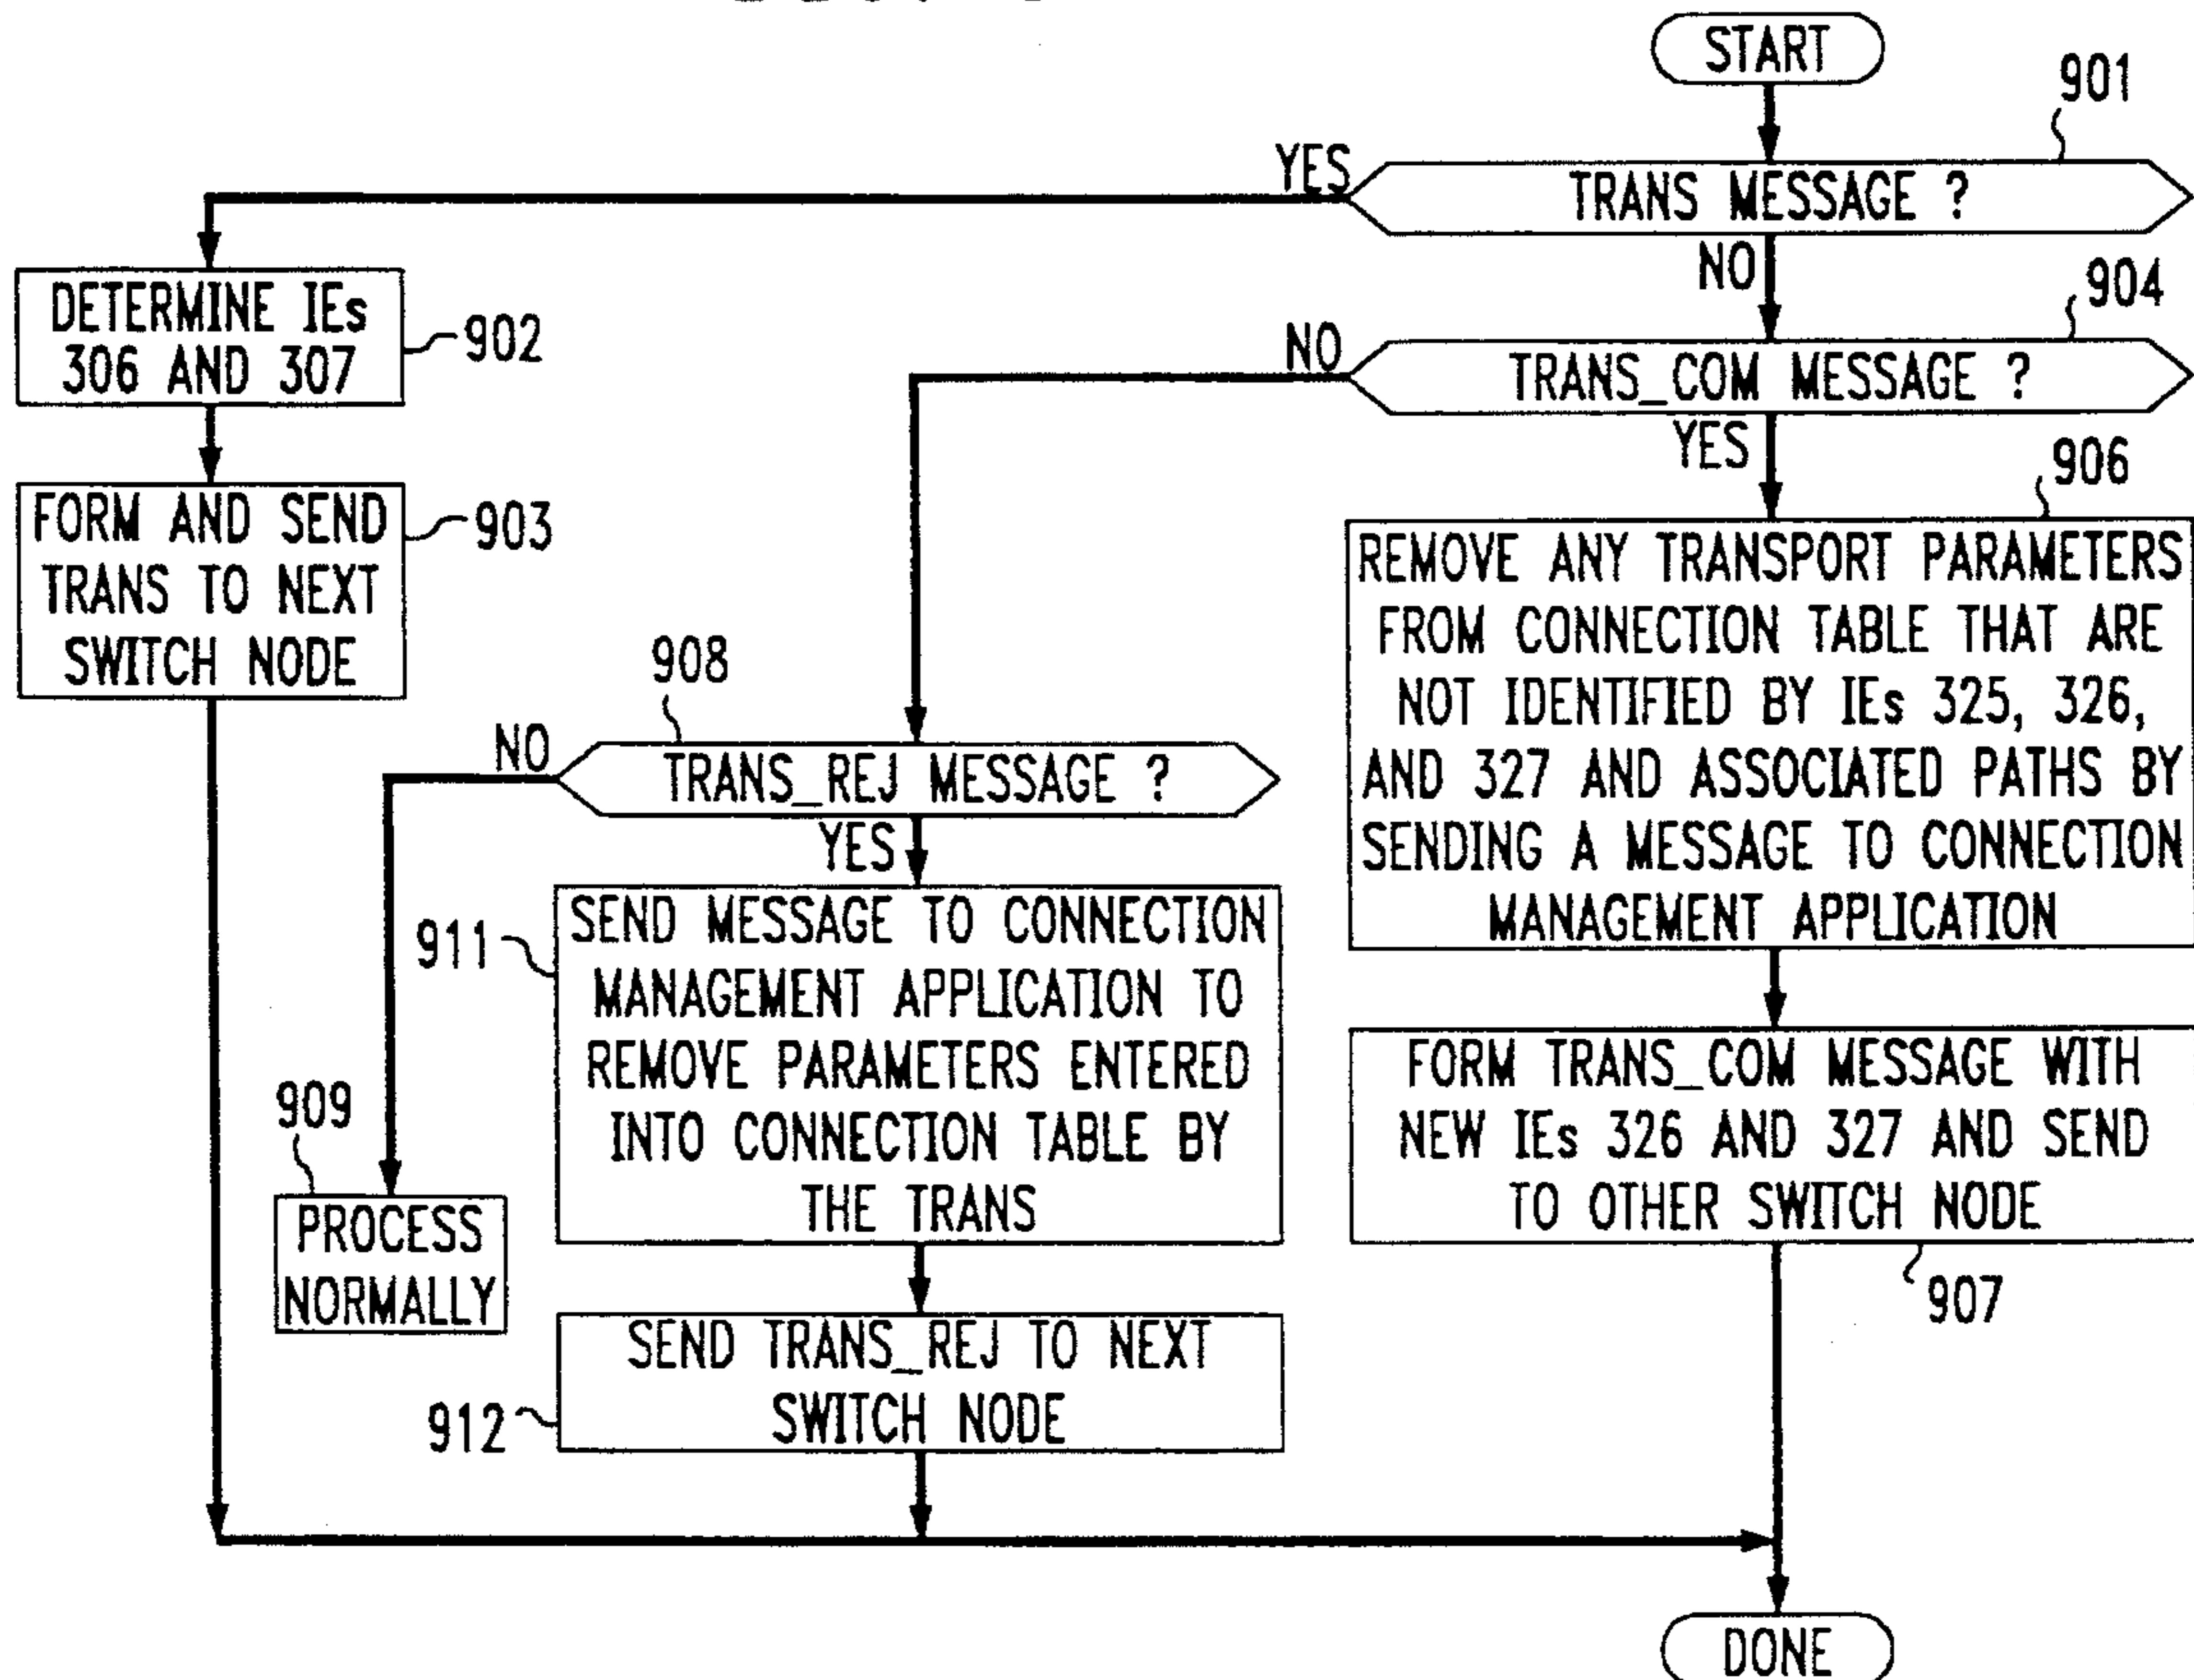 START
901
YES
TRANS MESSAGE ?
NO
DETERMINE IEs
306 AND 307
902
904
NO
TRANS_COM MESSAGE ?
YES
FORM AND SEND
TRANS TO NEXT
SWITCH NODE
903
906
REMOVE ANY TRANSPORT PARAMETERS
FROM CONNECTION TABLE THAT ARE
NOT IDENTIFIED BY IEs 325, 326,
AND 327 AND ASSOCIATED PATHS BY
SENDING A MESSAGE TO CONNECTION
MANAGEMENT APPLICATION
908
NO
TRANS_REJ MESSAGE ?
YES
911
SEND MESSAGE TO CONNECTION
MANAGEMENT APPLICATION TO
REMOVE PARAMETERS ENTERED
INTO CONNECTION TABLE BY
THE TRANS
FORM TRANS_COM MESSAGE WITH
NEW IEs 326 AND 327 AND SEND
TO OTHER SWITCH NODE
907
909
PROCESS
NORMALLY
SEND TRANS_REJ TO NEXT
SWITCH NODE
912
DONE